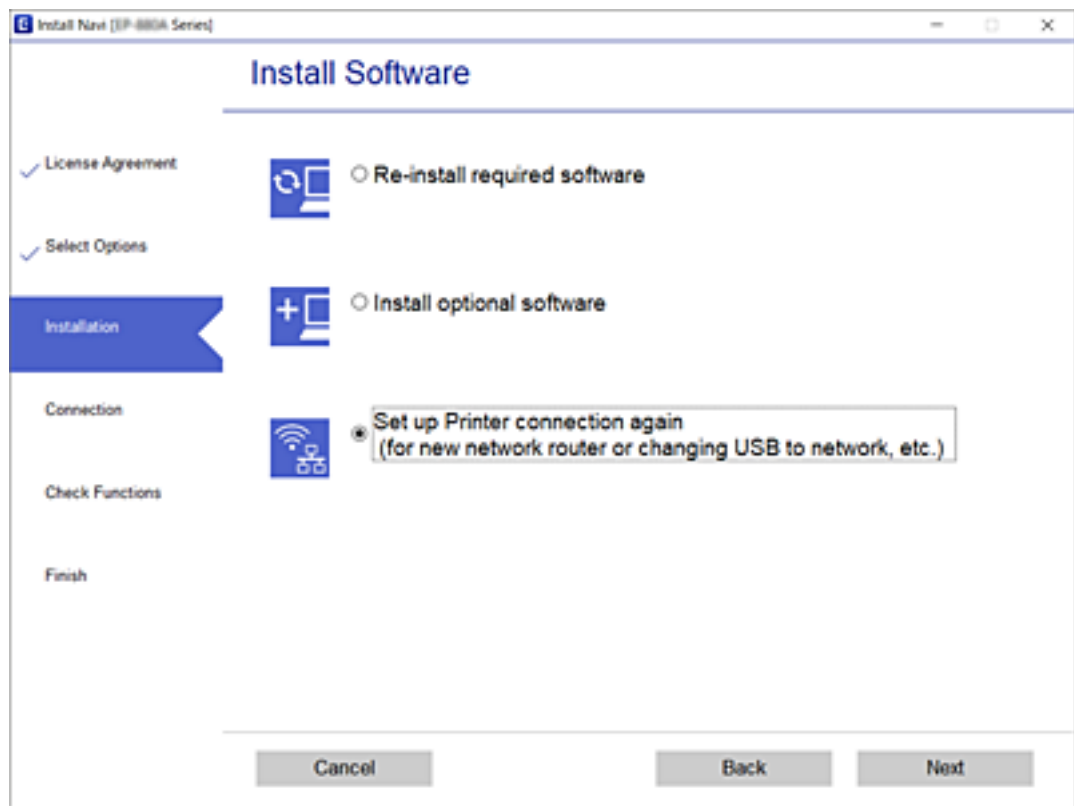 Install Navi [EP-880A Series]
Install Software
License Agreement
Select Options
Installation
Connection
Check Functions
Finish
Re-install required software
Install optional software
Set up Printer connection again
(for new network router or changing USB to network, etc.)
Cancel
Back
Next